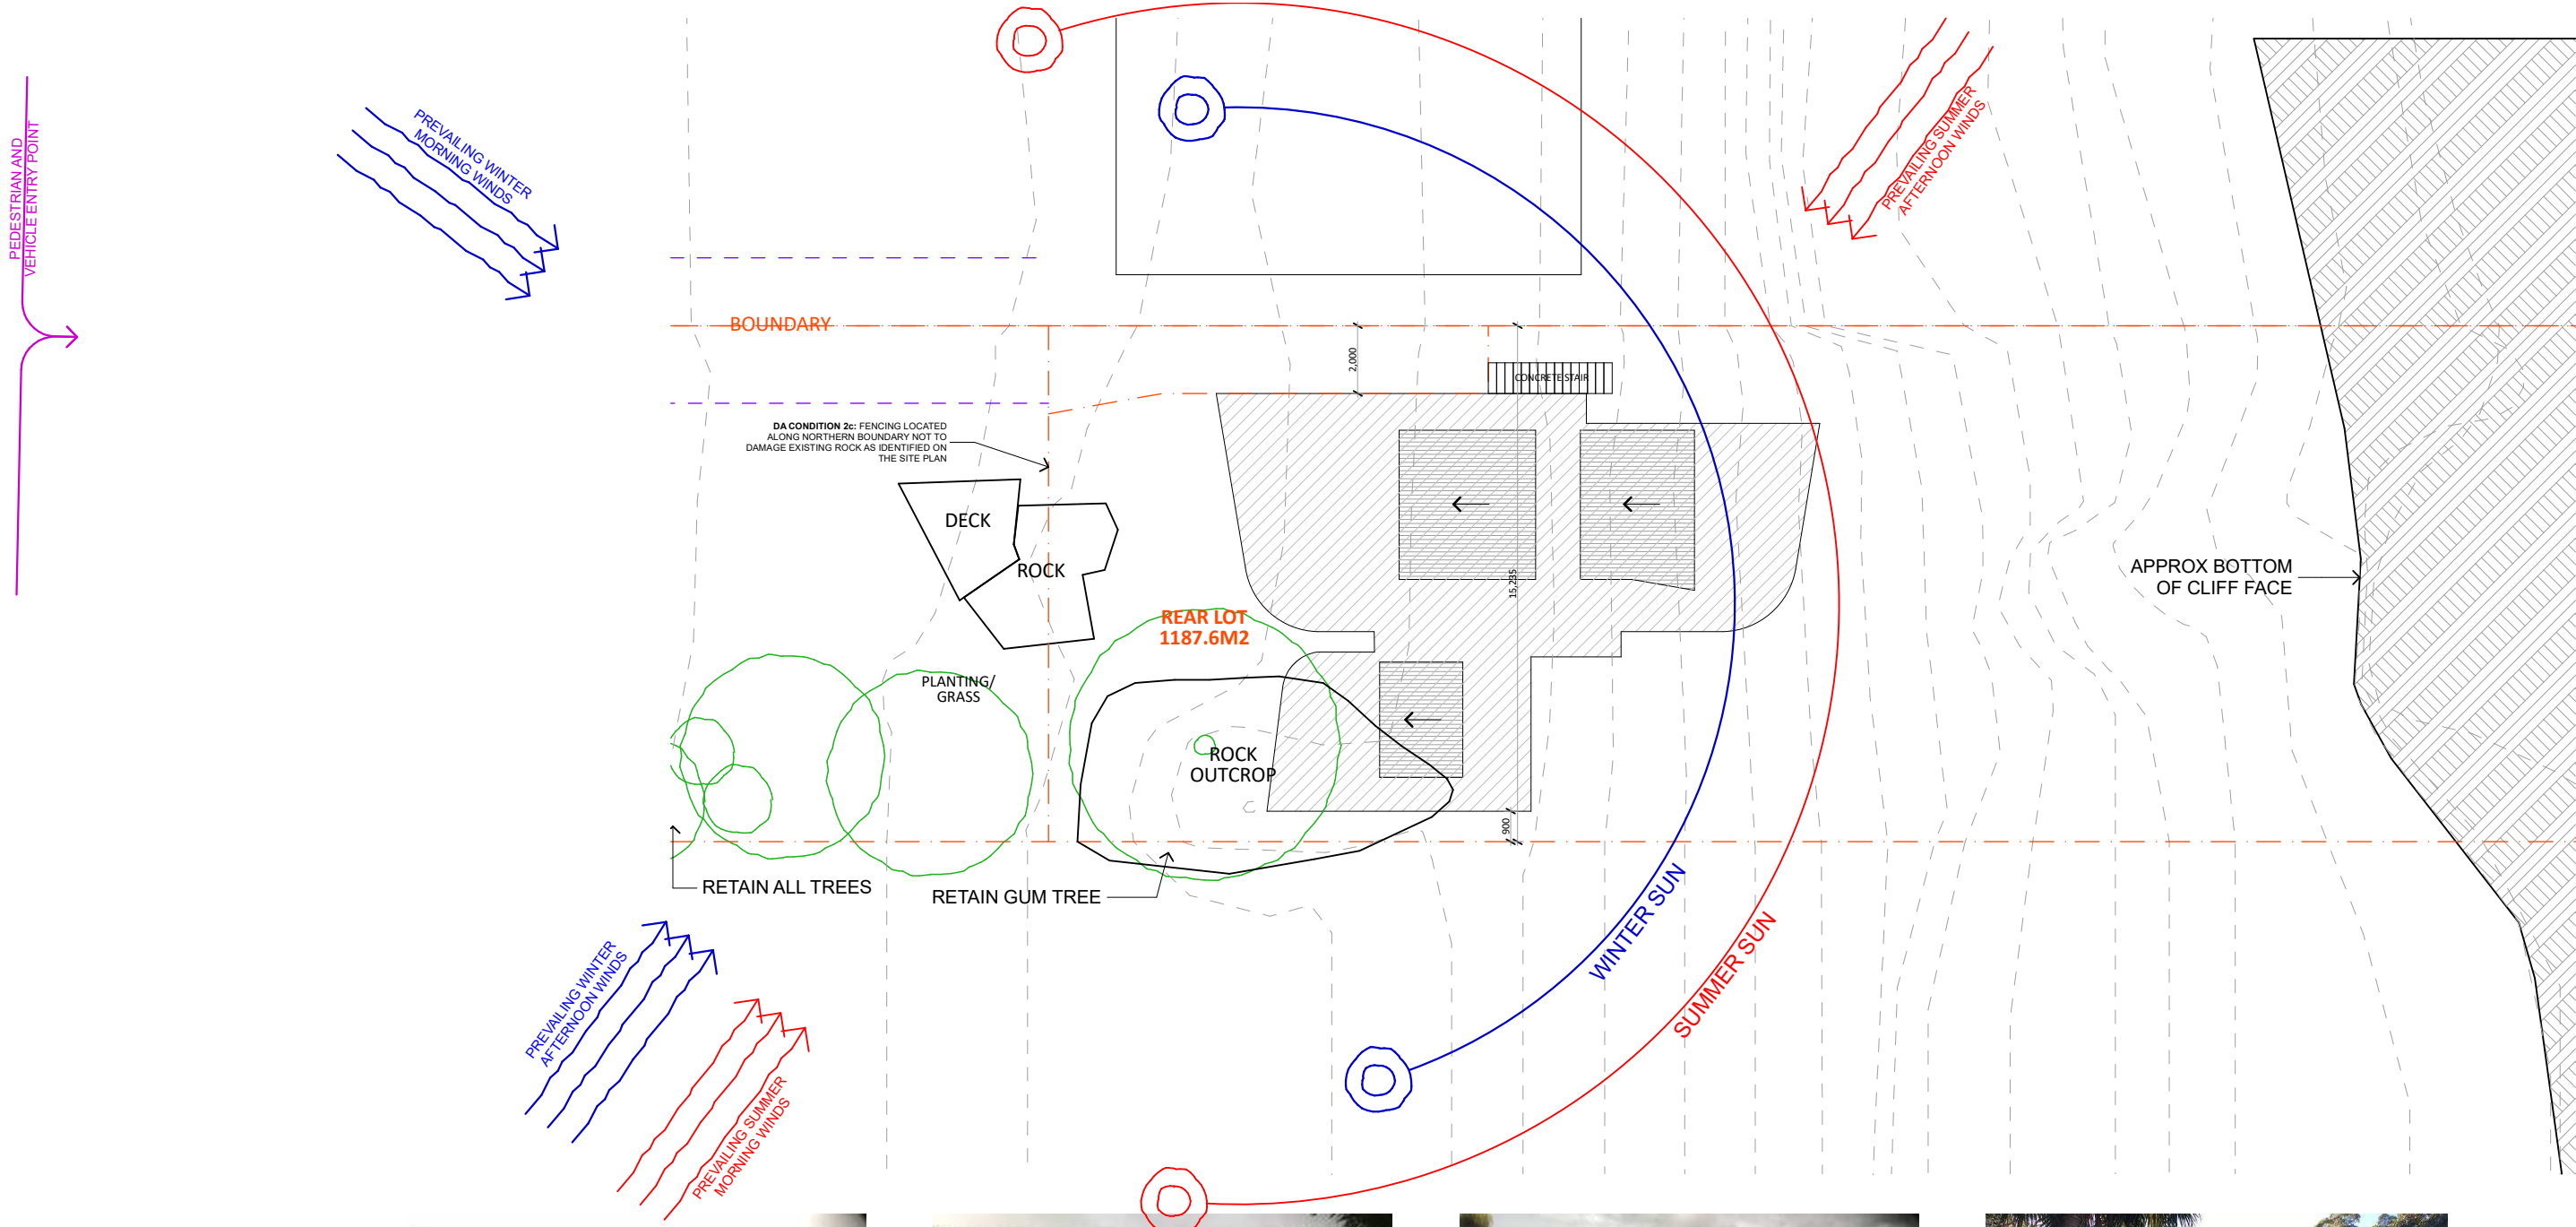 PEDESTRIAN AND
VEHICLE ENTRY POINT
PREVAILING WINTER
MORNING WINDS
PREVAILING SUMMER
AFTERNOON WINDS
BOUNDARY
2,000
CONCRETE STAIR
DA CONDITION 2c: FENCING LOCATED
ALONG NORTHERN BOUNDARY NOT TO
DAMAGE EXISTING ROCK AS IDENTIFIED ON
THE SITE PLAN
DECK
ROCK
15,235
APPROX BOTTOM
OF CLIFF FACE
REAR LOT
1187.6M2
PLANTING/
GRASS
ROCK
OUTCROP
900
RETAIN ALL TREES
RETAIN GUM TREE
WINTER SUN
SUMMER SUN
PREVAILING WINTER
AFTERNOON WINDS
PREVAILING SUMMER
MORNING WINDS